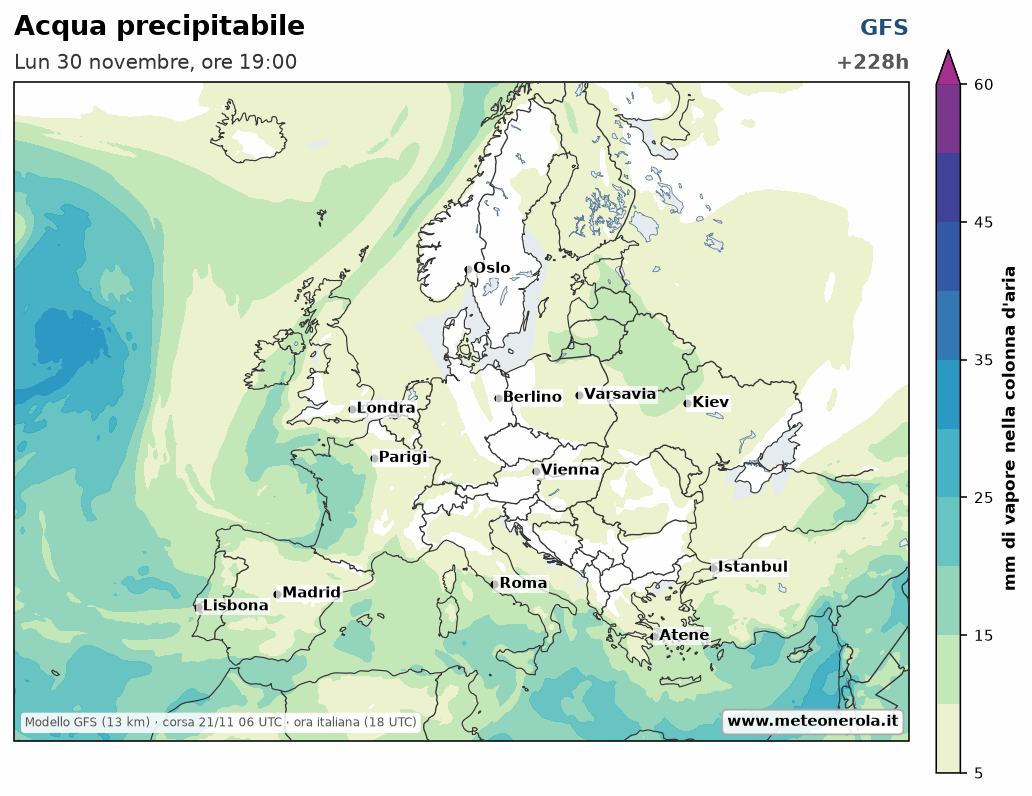 Acqua precipitabile
GFS
Lun 30 novembre, ore 19:00
+228h
60
45
35
25
15
5
mm di vapore nella colonna d'aria
Oslo
Berlino
Varsavia
Kiev
Londra
Parigi
Vienna
Istanbul
Roma
Madrid
Lisbona
Atene
Modello GFS (13 km) · corsa 21/11 06 UTC · ora italiana (18 UTC)
www.meteonerola.it